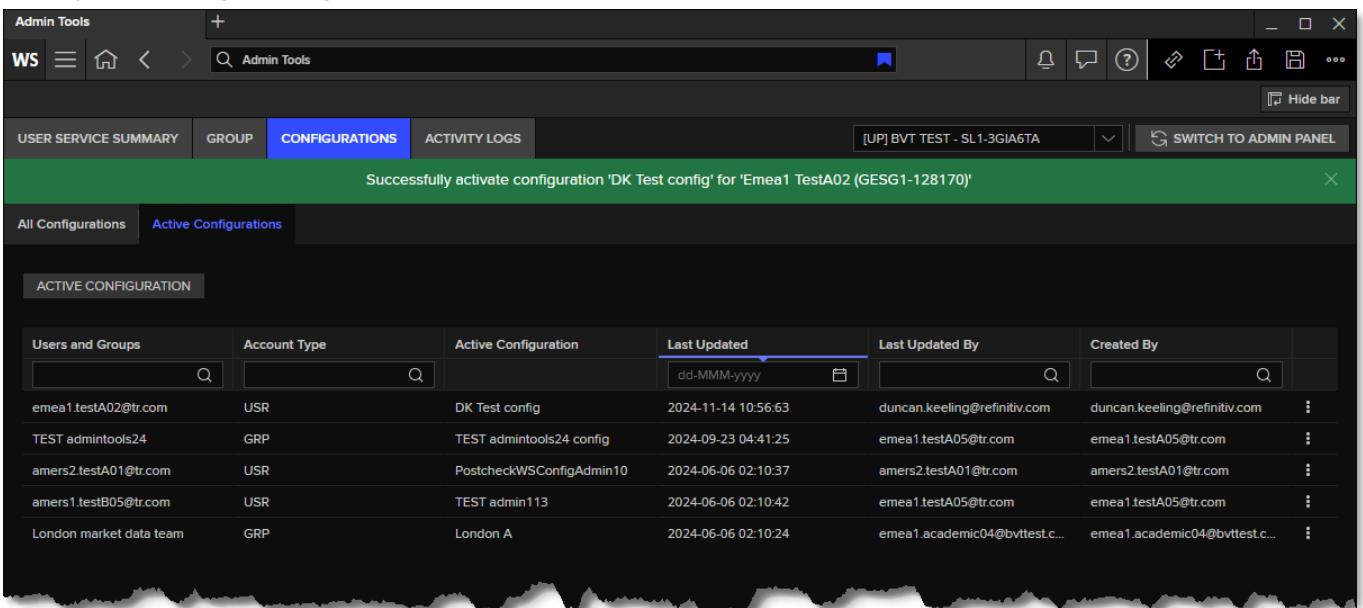 Admin Tools
WS Admin Tools
Hide bar
USER SERVICE SUMMARY GROUP CONFIGURATIONS ACTIVITY LOGS [UP] BVT TEST - SL1-3GIA6TA SWITCH TO ADMIN PANEL
Successfully activate configuration 'DK Test config' for 'Emea1 TestA02 (GESG1-128170)'
All Configurations Active Configurations
ACTIVE CONFIGURATION
Users and Groups Account Type Active Configuration Last Updated Last Updated By Created By
dd-MMM-yyyy
emea1.testA02@tr.com USR DK Test config 2024-11-14 10:56:63 duncan.keeling@refinitiv.com duncan.keeling@refinitiv.com
TEST admintools24 GRP TEST admintools24 config 2024-09-23 04:41:25 emea1.testA05@tr.com emea1.testA05@tr.com
amers2.testA01@tr.com USR PostcheckWSConfigAdmin10 2024-06-06 02:10:37 amers2.testA01@tr.com amers2.testA01@tr.com
amers1.testB05@tr.com USR TEST admin113 2024-06-06 02:10:42 emea1.testA05@tr.com emea1.testA05@tr.com
London market data team GRP London A 2024-06-06 02:10:24 emea1.academic04@bvttest.c... emea1.academic04@bvttest.c...